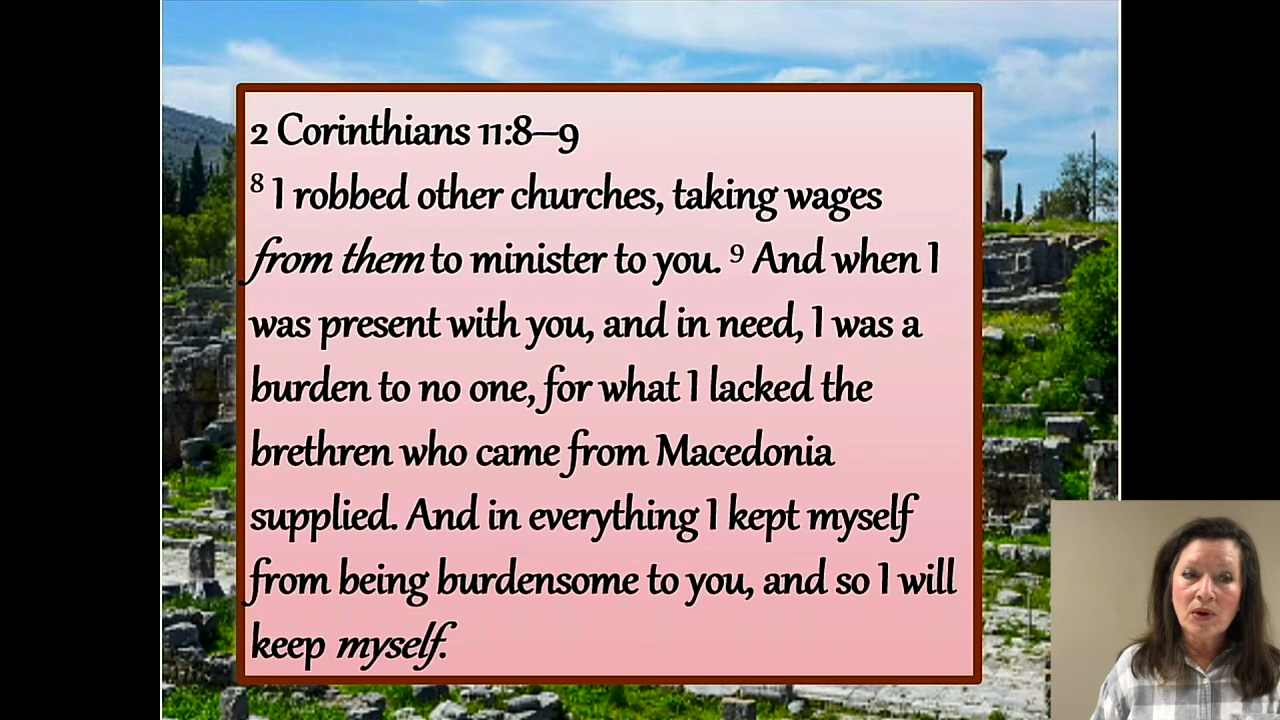 2 Corinthians 11:8–9
⁸ I robbed other churches, taking wages
from them to minister to you. ⁹ And when I
was present with you, and in need, I was a
burden to no one, for what I lacked the
brethren who came from Macedonia
supplied. And in everything I kept myself
from being burdensome to you, and so I will
keep myself.